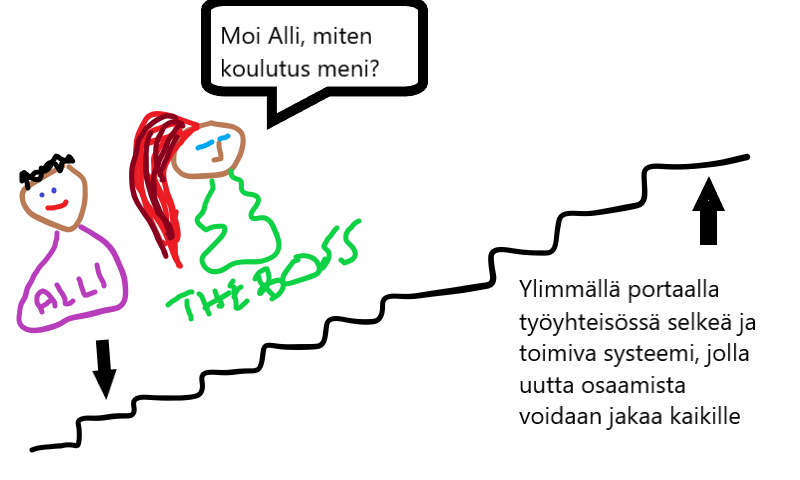 Moi Alli, miten
koulutus meni?
ALLI
THE BOSS
Ylimmällä portaalla
työyhteisössä selkeä ja
toimiva systeemi, jolla
uutta osaamista
voidaan jakaa kaikille